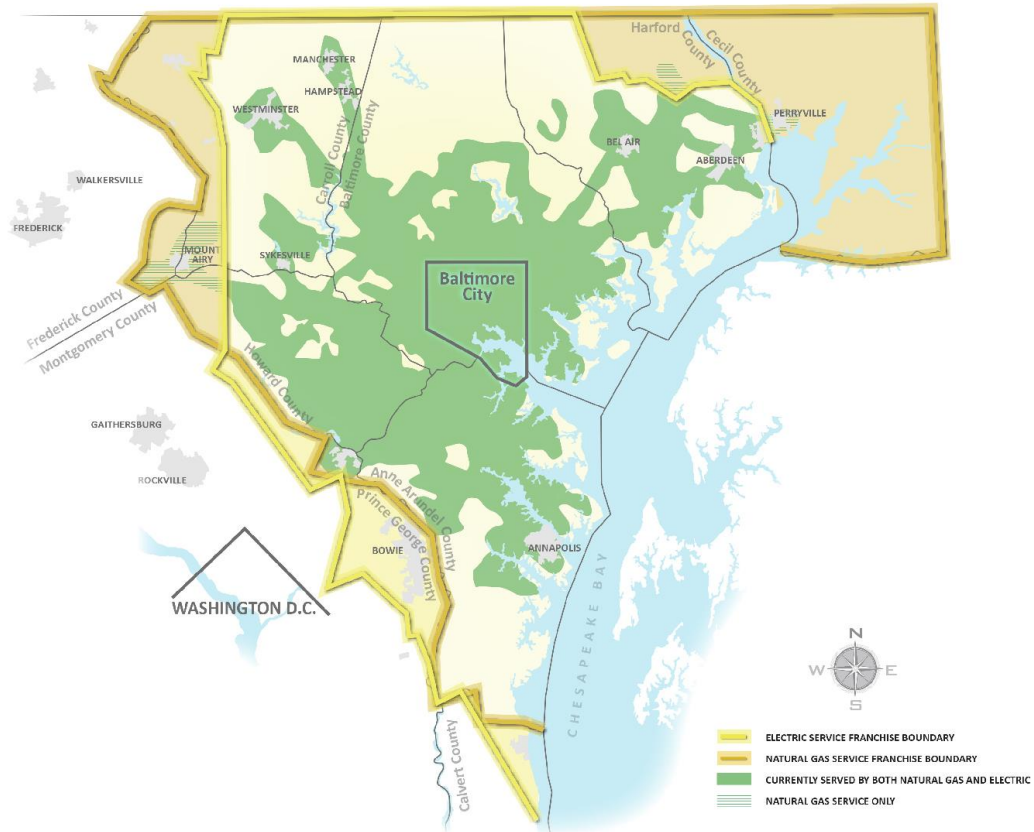 Harford
County
Cecil County
MANCHESTER
HAMPSTEAD
WESTMINSTER
Carroll County
Baltimore County
PERRYVILLE
BEL AIR
ABERDEEN
WALKERSVILLE
FREDERICK
MOUNT
AIRY
SYKESVILLE
Baltimore
City
Frederick County
Montgomery County
Howard County
GAITHERSBURG
ROCKVILLE
Anne Arundel County
Prince George County
BOWIE
ANNAPOLIS
WASHINGTON D.C.
CHESAPEAKE BAY
Calvert County
N
W E
S
ELECTRIC SERVICE FRANCHISE BOUNDARY
NATURAL GAS SERVICE FRANCHISE BOUNDARY
CURRENTLY SERVED BY BOTH NATURAL GAS AND ELECTRIC
NATURAL GAS SERVICE ONLY